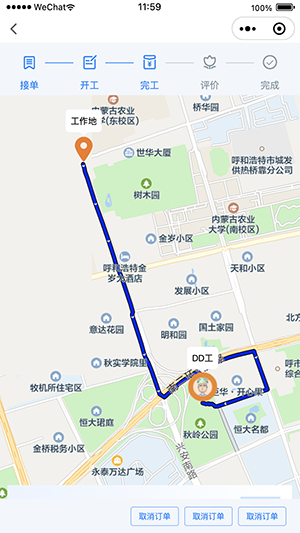 WeChat
11:59
100%
接单
开工
完工
评价
完成
内蒙古农业
大学(东校区)
桥华园
工作地
世华大厦
呼和浩特市城发
供热桥靠分公司
树木园
内蒙古农业
大学(南校区)
金岁小区
呼和浩特金
岁大酒店
天和小区
发展小区
意达花园
国土家园
明和园
秋实学院里
DD工
呼市
综合
牧机所住宅区
华·开心果
恒大珺庭
秋岭公园
恒大名都
金桥税务小区
兴安南路
永泰万达广场
取消订单
取消订单
取消订单